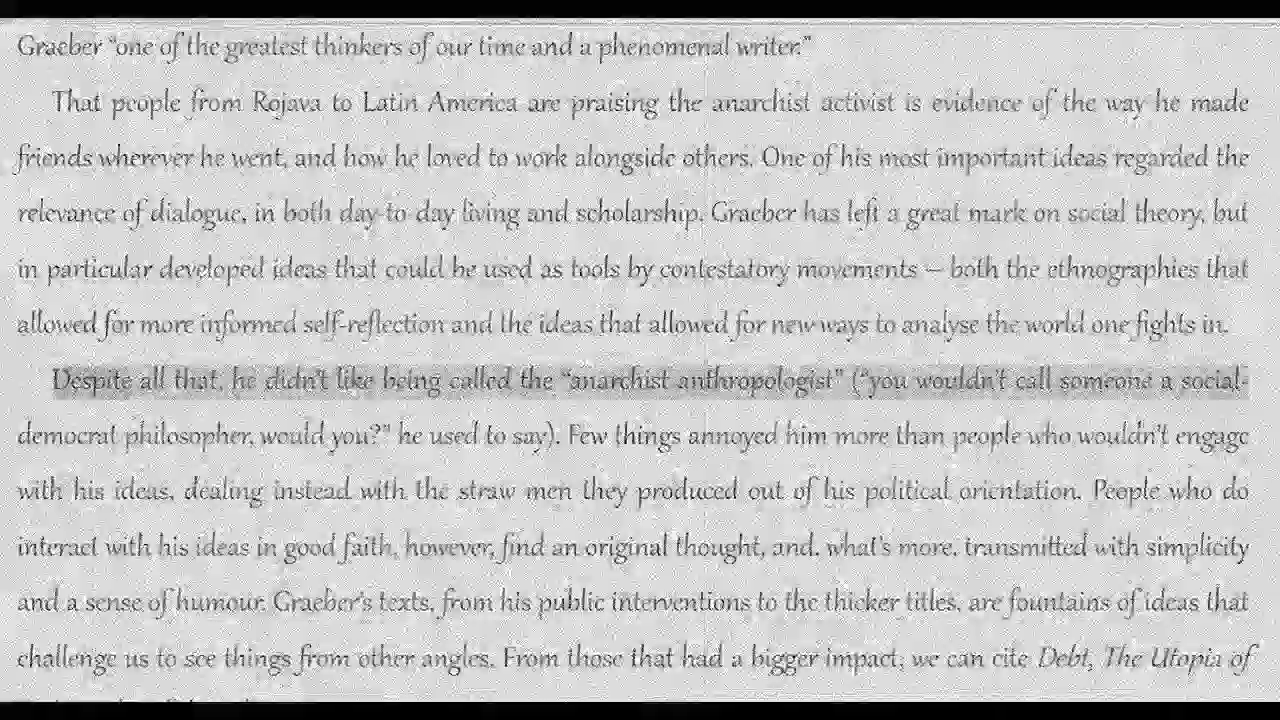 Graeber “one of the greatest thinkers of our time and a phenomenal writer.”
That people from Rojava to Latin America are praising the anarchist activist is evidence of the way he made
friends wherever he went, and how he loved to work alongside others. One of his most important ideas regarded the
relevance of dialogue, in both day-to-day living and scholarship. Graeber has left a great mark on social theory, but
in particular developed ideas that could be used as tools by contestatory movements – both the ethnographies that
allowed for more informed self-reflection and the ideas that allowed for new ways to analyse the world one fights in.
Despite all that, he didn’t like being called the “anarchist anthropologist” (“you wouldn’t call someone a social-
democrat philosopher, would you?” he used to say). Few things annoyed him more than people who wouldn’t engage
with his ideas, dealing instead with the straw men they produced out of his political orientation. People who do
interact with his ideas in good faith, however, find an original thought, and, what’s more, transmitted with simplicity
and a sense of humour. Graeber’s texts, from his public interventions to the thicker titles, are fountains of ideas that
challenge us to see things from other angles. From those that had a bigger impact, we can cite Debt, The Utopia of